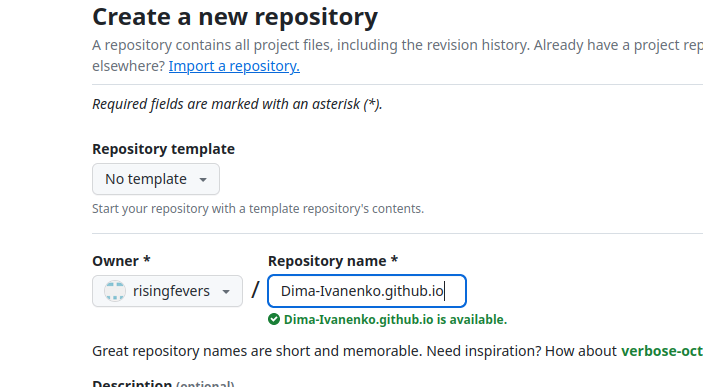 Create a new repository
A repository contains all project files, including the revision history. Already have a project rep
elsewhere? Import a repository.
Required fields are marked with an asterisk (*).
Repository template
No template
Start your repository with a template repository's contents.
Owner *
Repository name *
risingfevers
/
Dima-Ivanenko.github.io
Dima-Ivanenko.github.io is available.
Great repository names are short and memorable. Need inspiration? How about verbose-oct
Description (optional)